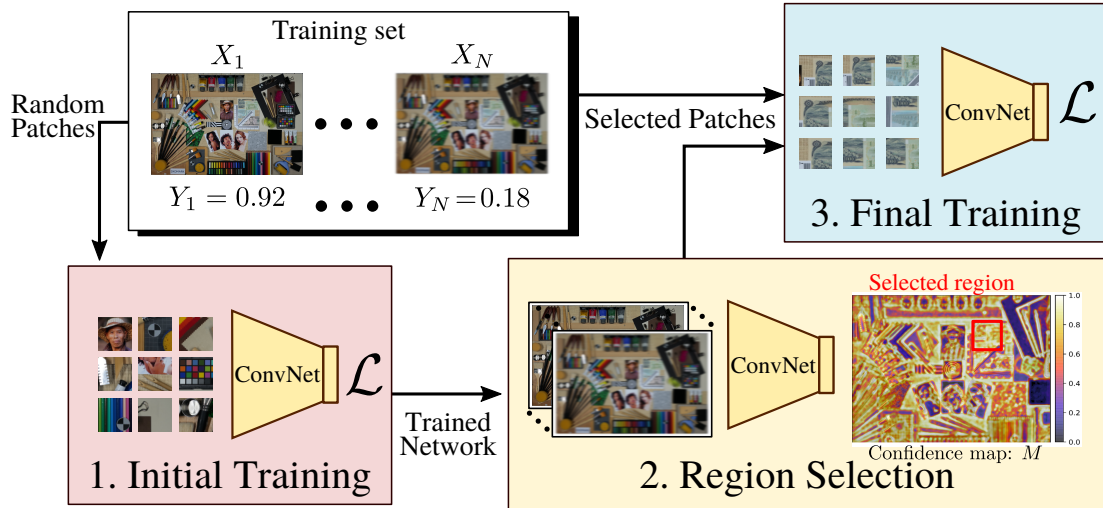 Training set
X_1
X_N
Y_1 = 0.92
Y_N = 0.18
Random
Patches
Selected Patches
ConvNet
ℒ
3. Final Training
ConvNet
ℒ
1. Initial Training
Trained
Network
Selected region
ConvNet
1.0
0.8
0.6
0.4
0.2
0.0
Confidence map: M
2. Region Selection